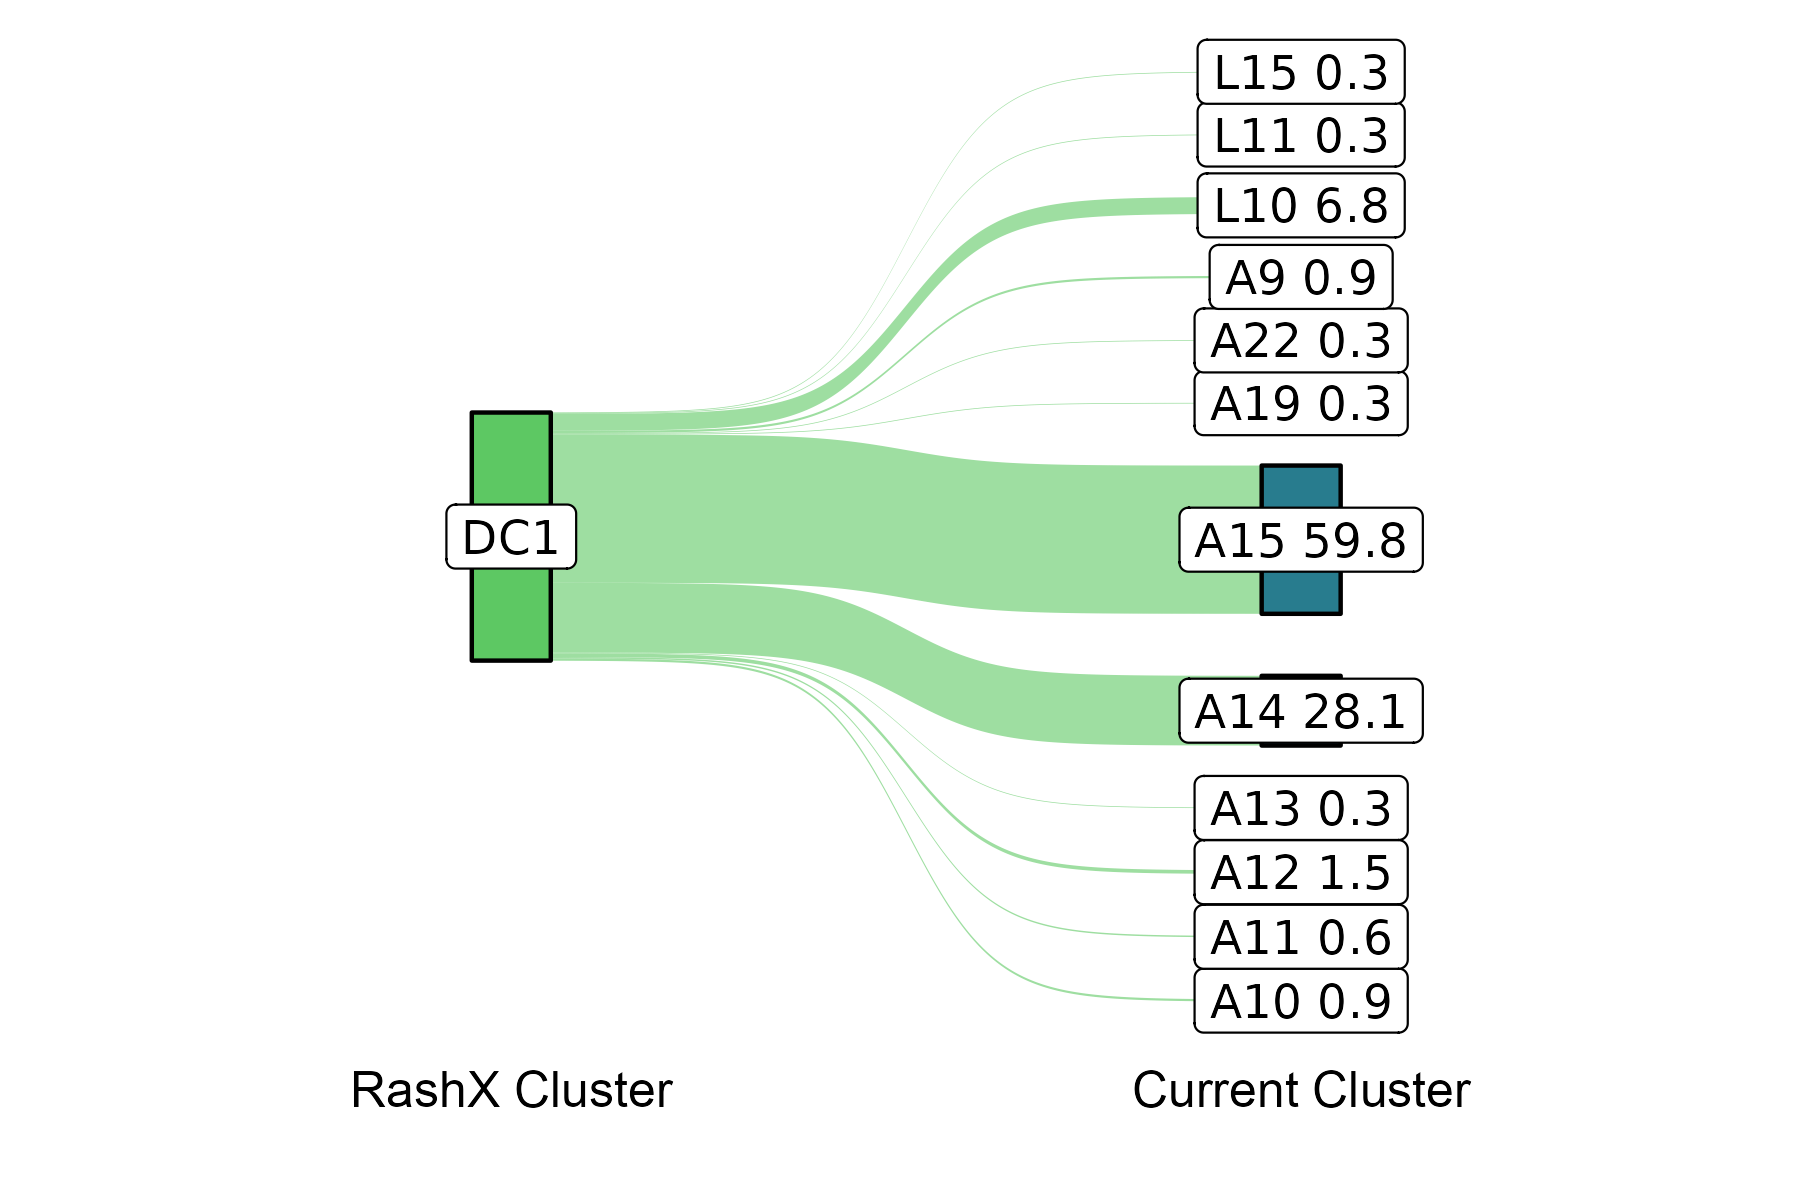 L15 0.3
L11 0.3
L10 6.8
A9 0.9
A22 0.3
A19 0.3
DC1
A15 59.8
A14 28.1
A13 0.3
A12 1.5
A11 0.6
A10 0.9
RashX Cluster
Current Cluster